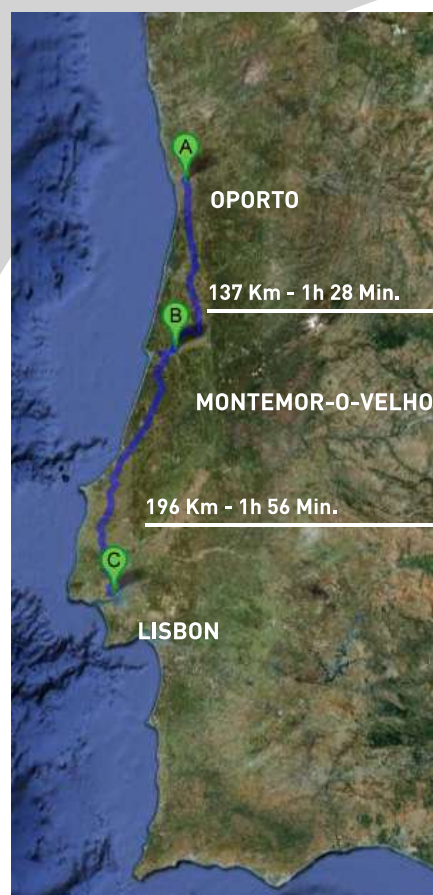 A
OPORTO
137 Km - 1h 28 Min.
B
MONTEMOR-O-VELHO
196 Km - 1h 56 Min.
C
LISBON